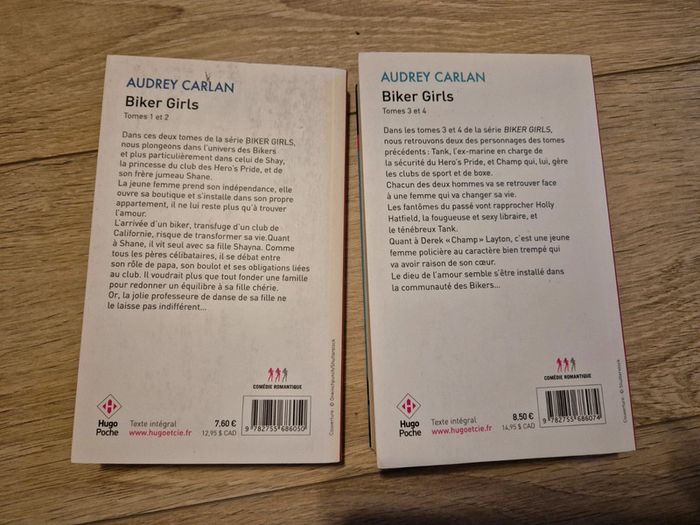 AUDREY CARLAN
Biker Girls
Tomes 1 et 2
Dans ces deux tomes de la série BIKER GIRLS,
nous plongeons dans l'univers des Bikers
et plus particulièrement dans celui de Shay,
la princesse du club des Hero's Pride, et de
son frère jumeau Shane.
La jeune femme prend son indépendance, elle
ouvre sa boutique et s'installe dans son propre
appartement, il ne lui reste plus qu'à trouver
l'amour.
L'arrivée d'un biker, transfuge d'un club de
Californie, risque de transformer sa vie.Quant
à Shane, il vit seul avec sa fille Shayna. Comme
tous les pères célibataires, il se débat entre
son rôle de papa, son boulot et ses obligations liées
au club. Il voudrait plus que tout fonder une famille
pour redonner un équilibre à sa fille chérie.
Or, la jolie professeure de danse de sa fille ne
le laisse pas indifférent...
COMÉDIE ROMANTIQUE
Hugo
Poche
Texte intégral
www.hugoetcie.fr
7.60 €
12,95 $ CAD
9 782755 686050
AUDREY CARLAN
Biker Girls
Tomes 3 et 4
Dans les tomes 3 et 4 de la série BIKER GIRLS,
nous retrouvons deux des personnages des tomes
précédents : Tank, l'ex-marine en charge de
la sécurité du Hero's Pride, et Champ qui, lui, gère
les clubs de sport et de boxe.
Chacun des deux hommes va se retrouver face
à une femme qui va changer sa vie.
Les fantômes du passé vont rapprocher Holly
Hatfield, la fougueuse et sexy libraire, et
le ténébreux Tank.
Quant à Derek « Champ » Layton, c'est une jeune
femme policière au caractère bien trempé qui
va avoir raison de son cœur.
Le dieu de l'amour semble s'être installé dans
la communauté des Bikers...
COMÉDIE ROMANTIQUE
Hugo
Poche
Texte intégral
www.hugoetcie.fr
8,50 €
14,95 $ CAD
9 782755 686074
Couverture : © Shutterstock